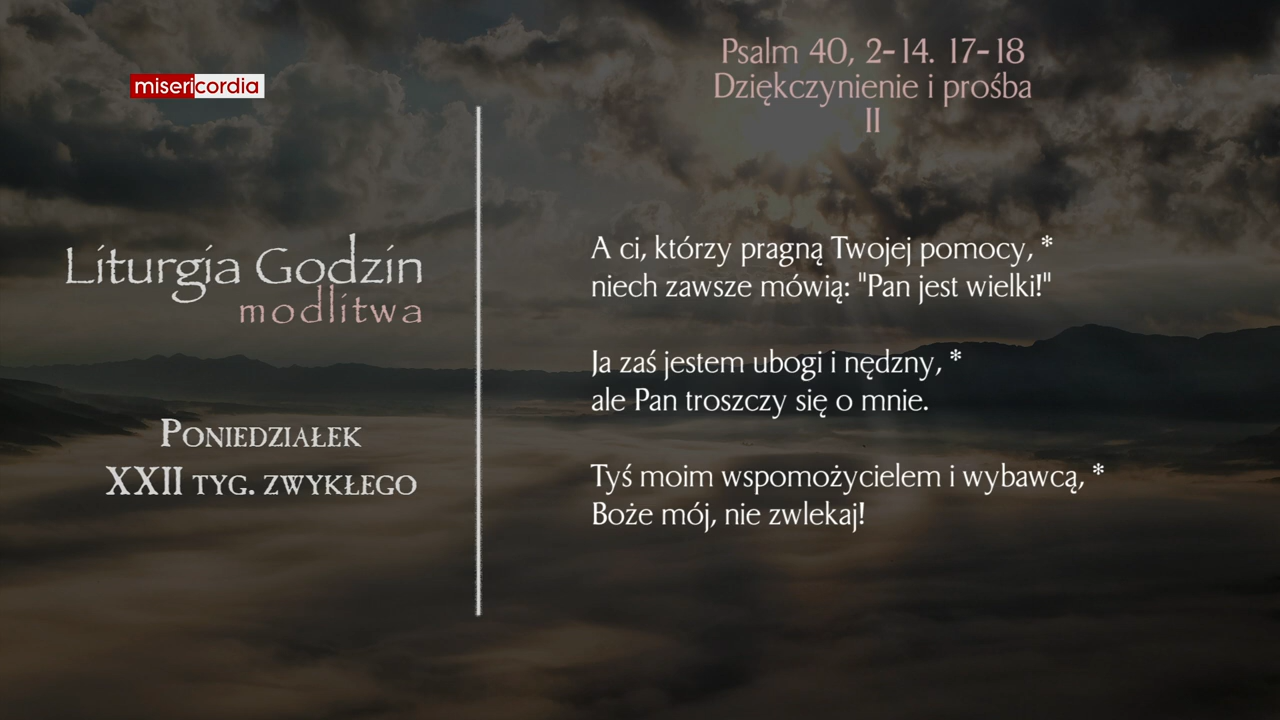 misericordia
Liturgia Godzin
modlitwa
Poniedziałek
XXII tyg. zwykłego
Psalm 40, 2-14. 17-18
Dziękczynienie i prośba
II
A ci, którzy pragną Twojej pomocy, *
niech zawsze mówią: "Pan jest wielki!"
Ja zaś jestem ubogi i nędzny, *
ale Pan troszczy się o mnie.
Tyś moim wspomożycielem i wybawcą, *
Boże mój, nie zwlekaj!